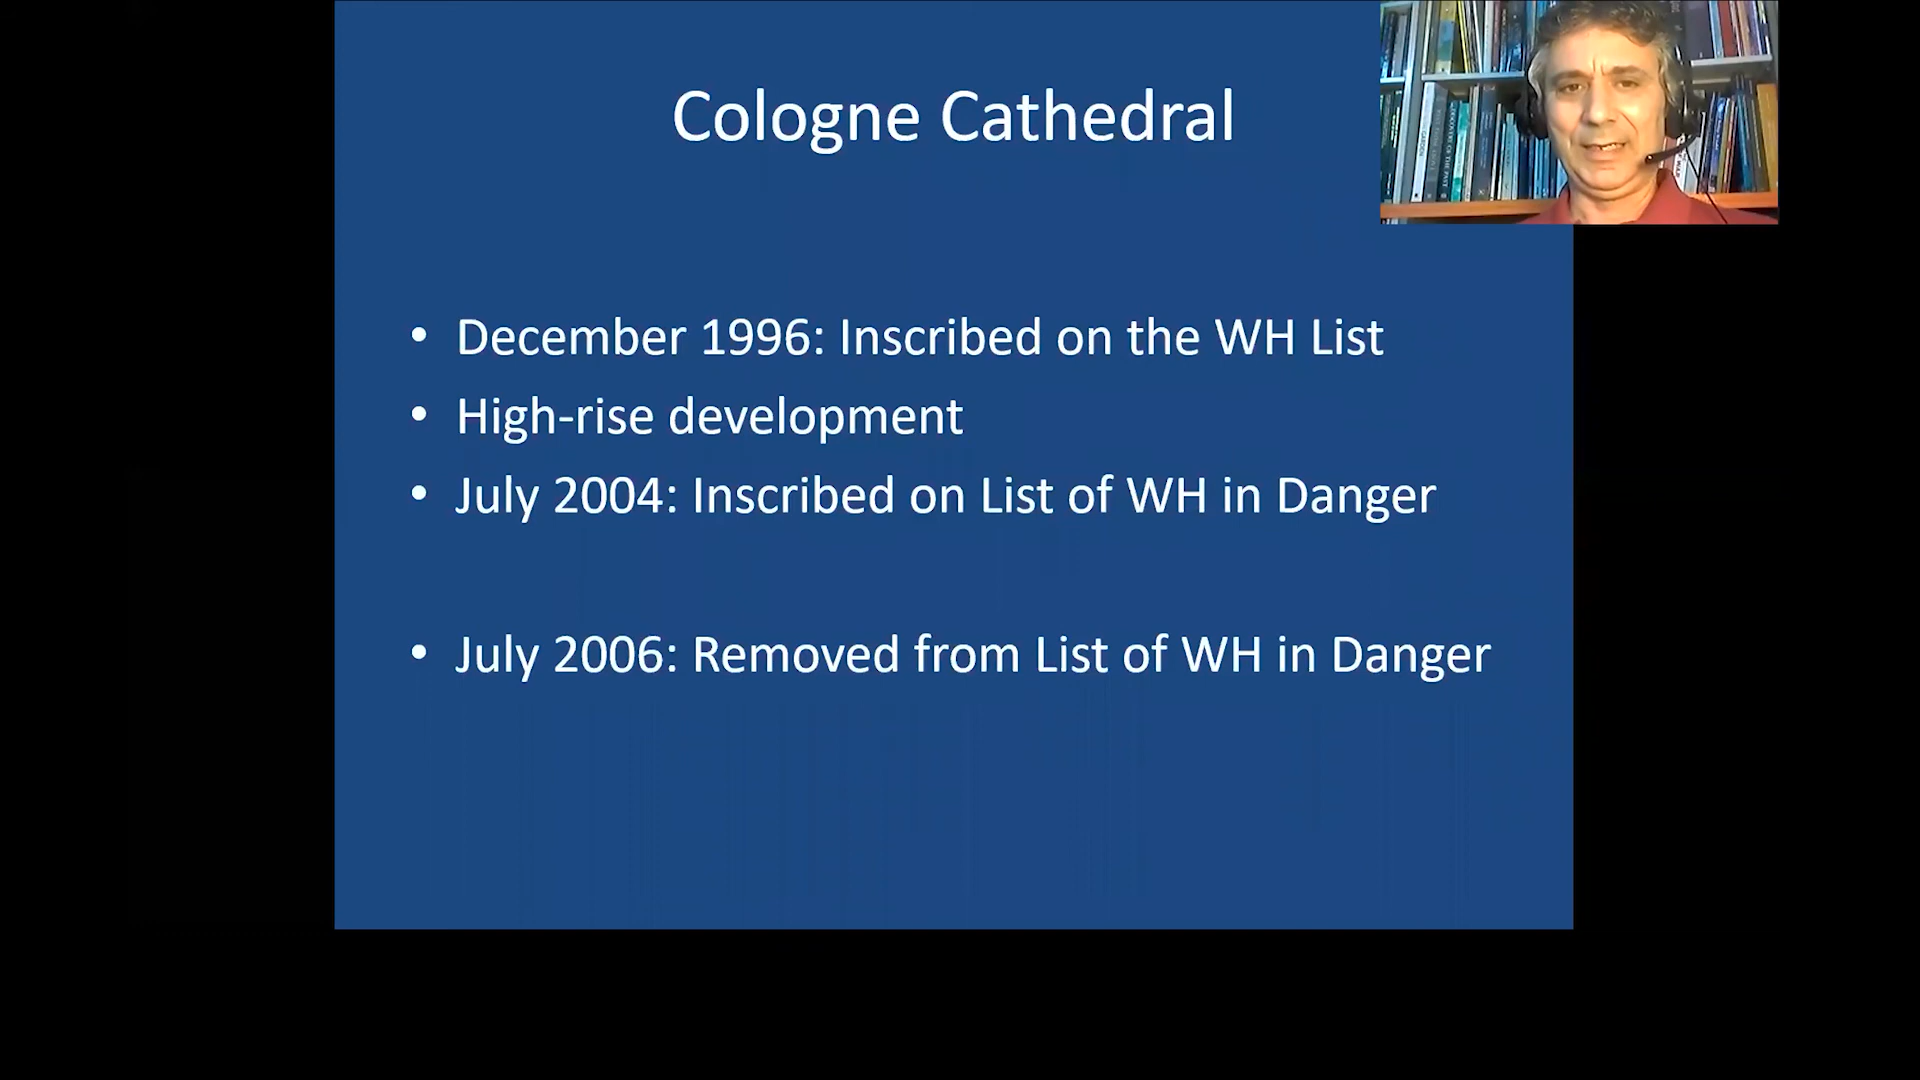 Cologne Cathedral
• December 1996: Inscribed on the WH List
• High-rise development
• July 2004: Inscribed on List of WH in Danger
• July 2006: Removed from List of WH in Danger